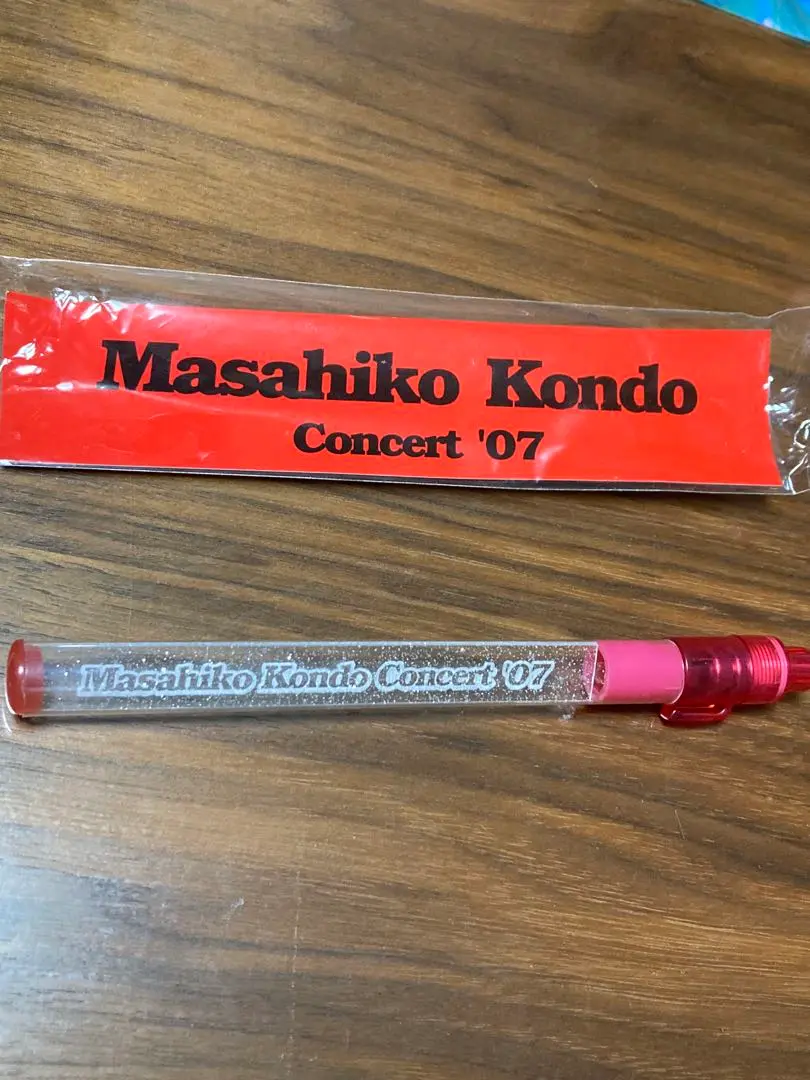 Masahiko Kondo
Concert '07
Masahiko Kondo Concert '07